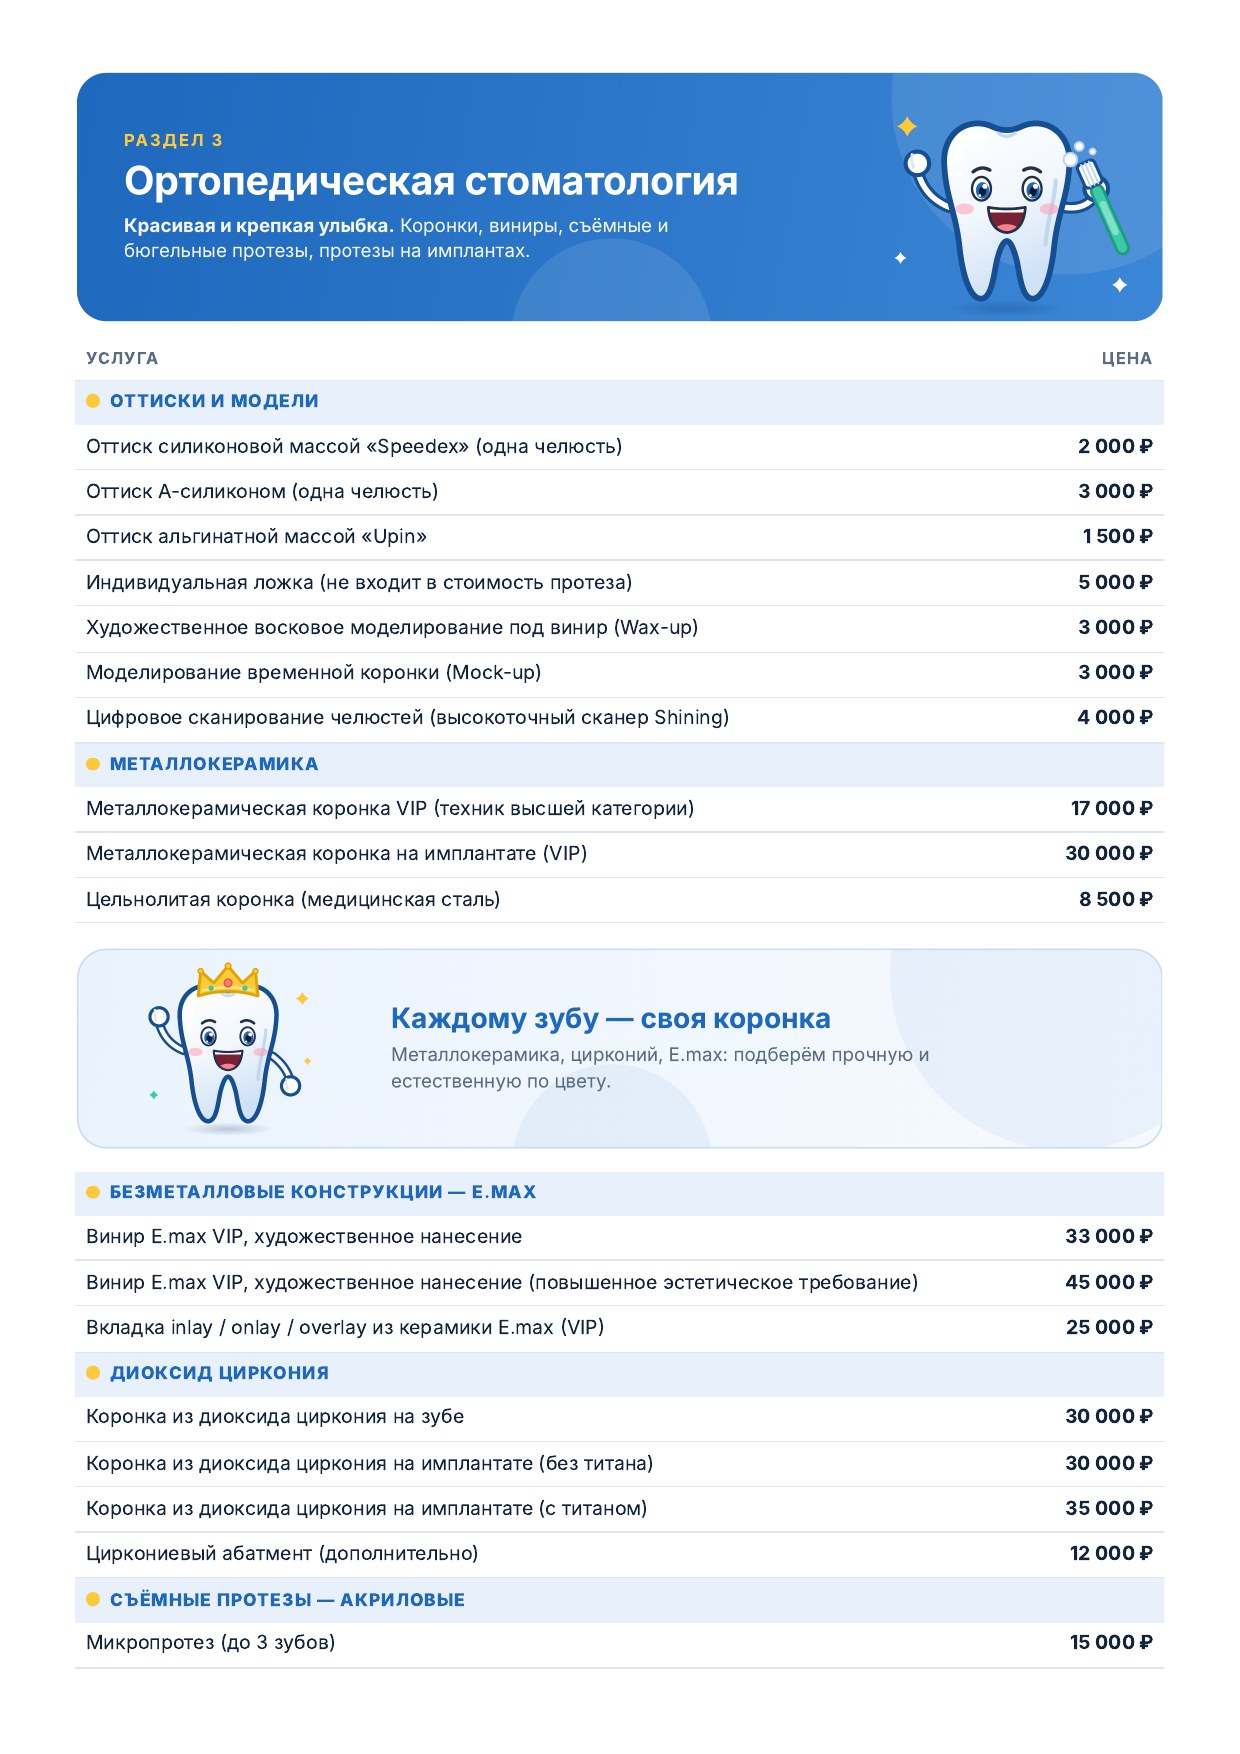 РАЗДЕЛ 3
Ортопедическая стоматология
Красивая и крепкая улыбка. Коронки, виниры, съёмные и
бюгельные протезы, протезы на имплантах.
УСЛУГА ЦЕНА
ОТТИСКИ И МОДЕЛИ
Оттиск силиконовой массой «Speedex» (одна челюсть) 2 000 ₽
Оттиск А-силиконом (одна челюсть) 3 000 ₽
Оттиск альгинатной массой «Upin» 1 500 ₽
Индивидуальная ложка (не входит в стоимость протеза) 5 000 ₽
Художественное восковое моделирование под винир (Wax-up) 3 000 ₽
Моделирование временной коронки (Mock-up) 3 000 ₽
Цифровое сканирование челюстей (высокоточный сканер Shining) 4 000 ₽
МЕТАЛЛОКЕРАМИКА
Металлокерамическая коронка VIP (техник высшей категории) 17 000 ₽
Металлокерамическая коронка на имплантате (VIP) 30 000 ₽
Цельнолитая коронка (медицинская сталь) 8 500 ₽
Каждому зубу — своя коронка
Металлокерамика, цирконий, E.max: подберём прочную и
естественную по цвету.
БЕЗМЕТАЛЛОВЫЕ КОНСТРУКЦИИ — E.MAX
Винир E.max VIP, художественное нанесение 33 000 ₽
Винир E.max VIP, художественное нанесение (повышенное эстетическое требование) 45 000 ₽
Вкладка inlay / onlay / overlay из керамики E.max (VIP) 25 000 ₽
ДИОКСИД ЦИРКОНИЯ
Коронка из диоксида циркония на зубе 30 000 ₽
Коронка из диоксида циркония на имплантате (без титана) 30 000 ₽
Коронка из диоксида циркония на имплантате (с титаном) 35 000 ₽
Циркониевый абатмент (дополнительно) 12 000 ₽
СЪЁМНЫЕ ПРОТЕЗЫ — АКРИЛОВЫЕ
Микропротез (до 3 зубов) 15 000 ₽